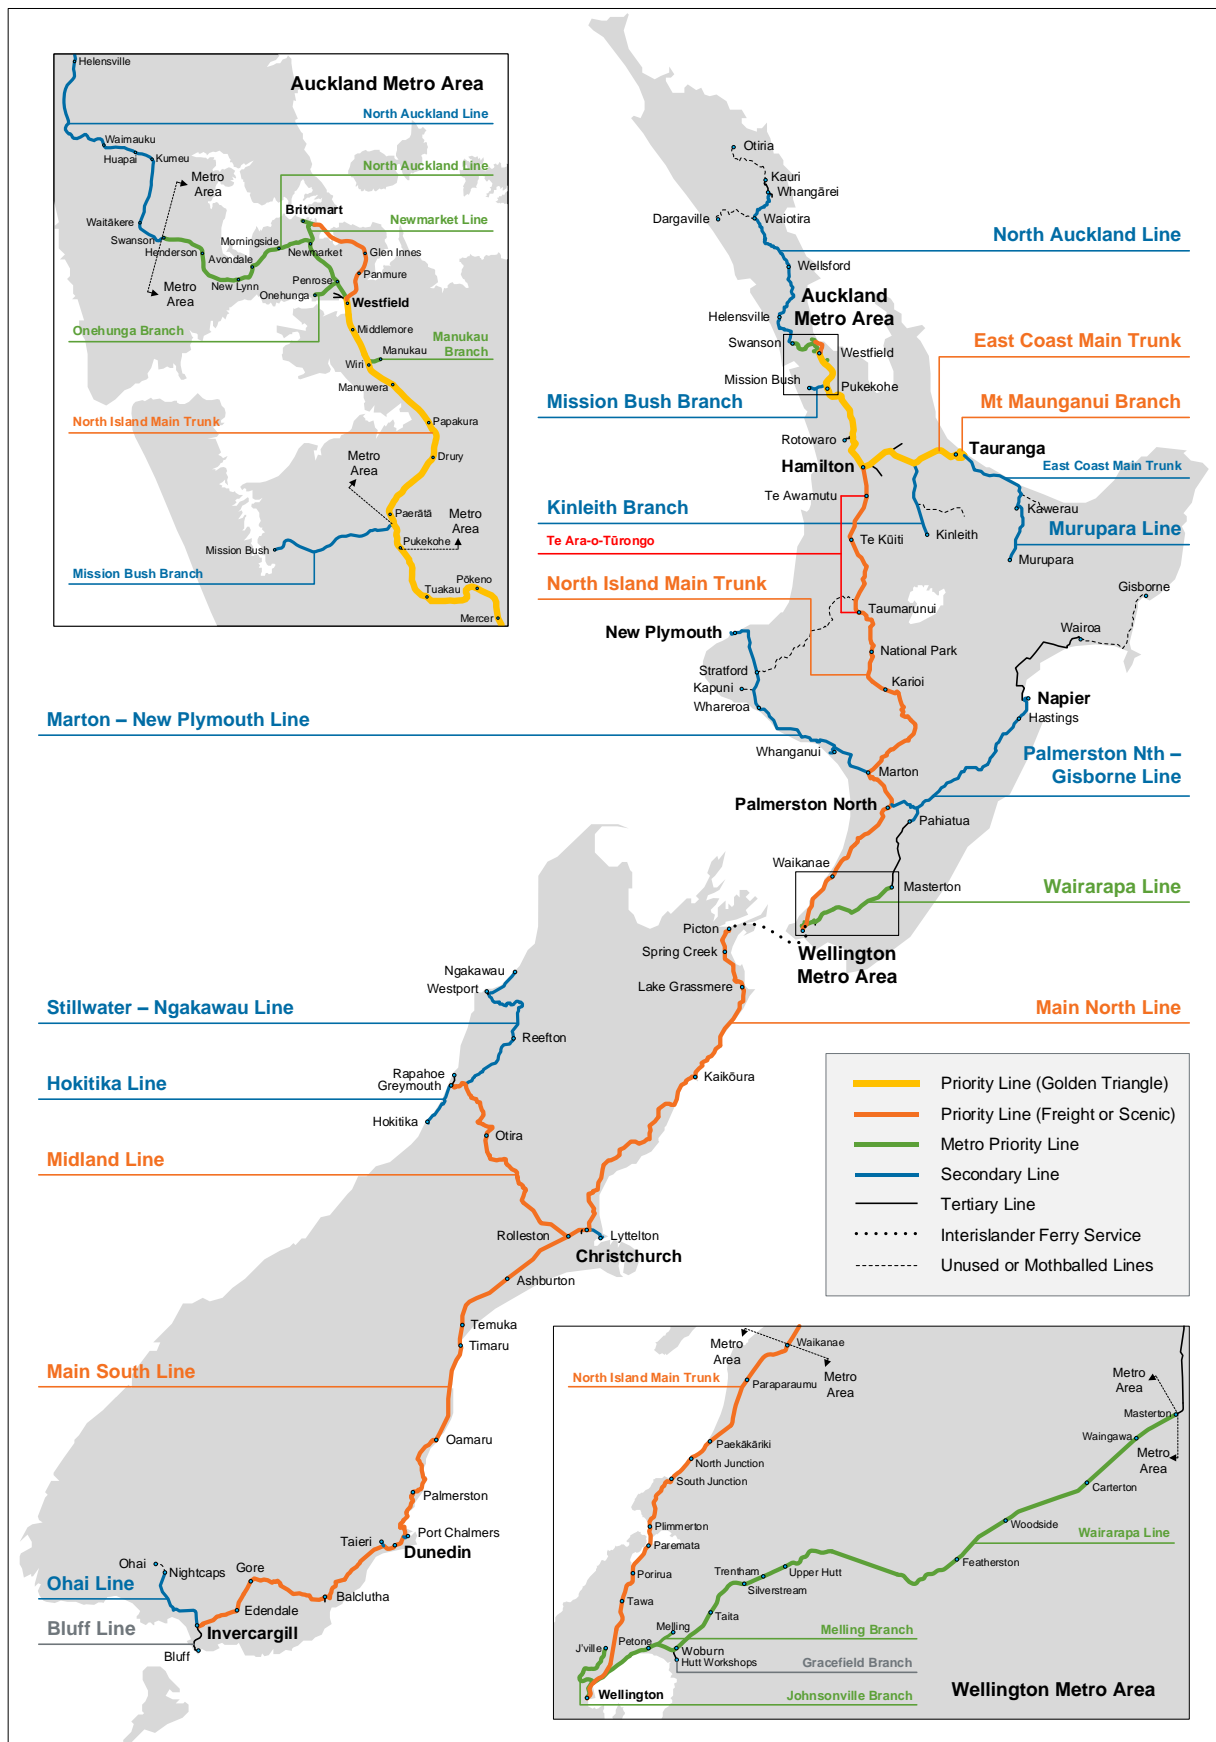 Helensville
Auckland Metro Area
North Auckland Line
Waimauku
Huapai
Kumeu
North Auckland Line
Metro
Area
Britomart
Newmarket Line
Waitākere
Swanson
Henderson
Morningside
Avondale
Newmarket
Glen Innes
New Lynn
Penrose
Panmure
Metro
Area
Onehunga
Westfield
Onehunga Branch
Middlemore
Manukau
Branch
Manukau
Wiri
Manuwera
North Island Main Trunk
Papakura
Metro
Area
Drury
Paerātā
Metro
Area
Pukekohe
Mission Bush
Mission Bush Branch
Pōkeno
Tuakau
Mercer
Otiria
Kauri
Whangārei
Dargaville
Waiotira
North Auckland Line
Wellsford
Auckland
Metro Area
Helensville
Swanson
Westfield
East Coast Main Trunk
Mission Bush
Pukekohe
Mission Bush Branch
Mt Maunganui Branch
Rotowaro
Hamilton
Tauranga
East Coast Main Trunk
Te Awamutu
Kinleith Branch
Kawerau
Te Ara-o-Tūrongo
Te Kūiti
Kinleith
Murupara Line
Murupara
North Island Main Trunk
Gisborne
Taumarunui
New Plymouth
Wairoa
National Park
Stratford
Kapuni
Karioi
Whareroa
Napier
Hastings
Marton – New Plymouth Line
Whanganui
Marton
Palmerston Nth –
Gisborne Line
Palmerston North
Pahiatua
Waikanae
Masterton
Wairarapa Line
Picton
Spring Creek
Wellington
Metro Area
Ngakawau
Westport
Lake Grassmere
Stillwater – Ngakawau Line
Main North Line
Reefton
Rapahoe
Greymouth
Kaikōura
Hokitika Line
Hokitika
Otira
Midland Line
Rolleston
Lyttelton
Christchurch
Ashburton
Temuka
Timaru
Main South Line
Oamaru
Palmerston
Port Chalmers
Taieri
Dunedin
Ohai
Nightcaps
Gore
Ohai Line
Balclutha
Edendale
Bluff Line
Invercargill
Bluff
Priority Line (Golden Triangle)
Priority Line (Freight or Scenic)
Metro Priority Line
Secondary Line
Tertiary Line
Interislander Ferry Service
Unused or Mothballed Lines
Metro
Area
Waikanae
Metro
Area
North Island Main Trunk
Paraparaumu
Metro
Area
Masterton
Waingawa
Metro
Area
Paekākāriki
North Junction
South Junction
Carterton
Plimmerton
Woodside
Paremata
Wairarapa Line
Featherston
Porirua
Trentham
Upper Hutt
Silverstream
Tawa
Taita
Melling
Melling Branch
J'ville
Petone
Woburn
Hutt Workshops
Gracefield Branch
Wellington
Johnsonville Branch
Wellington Metro Area